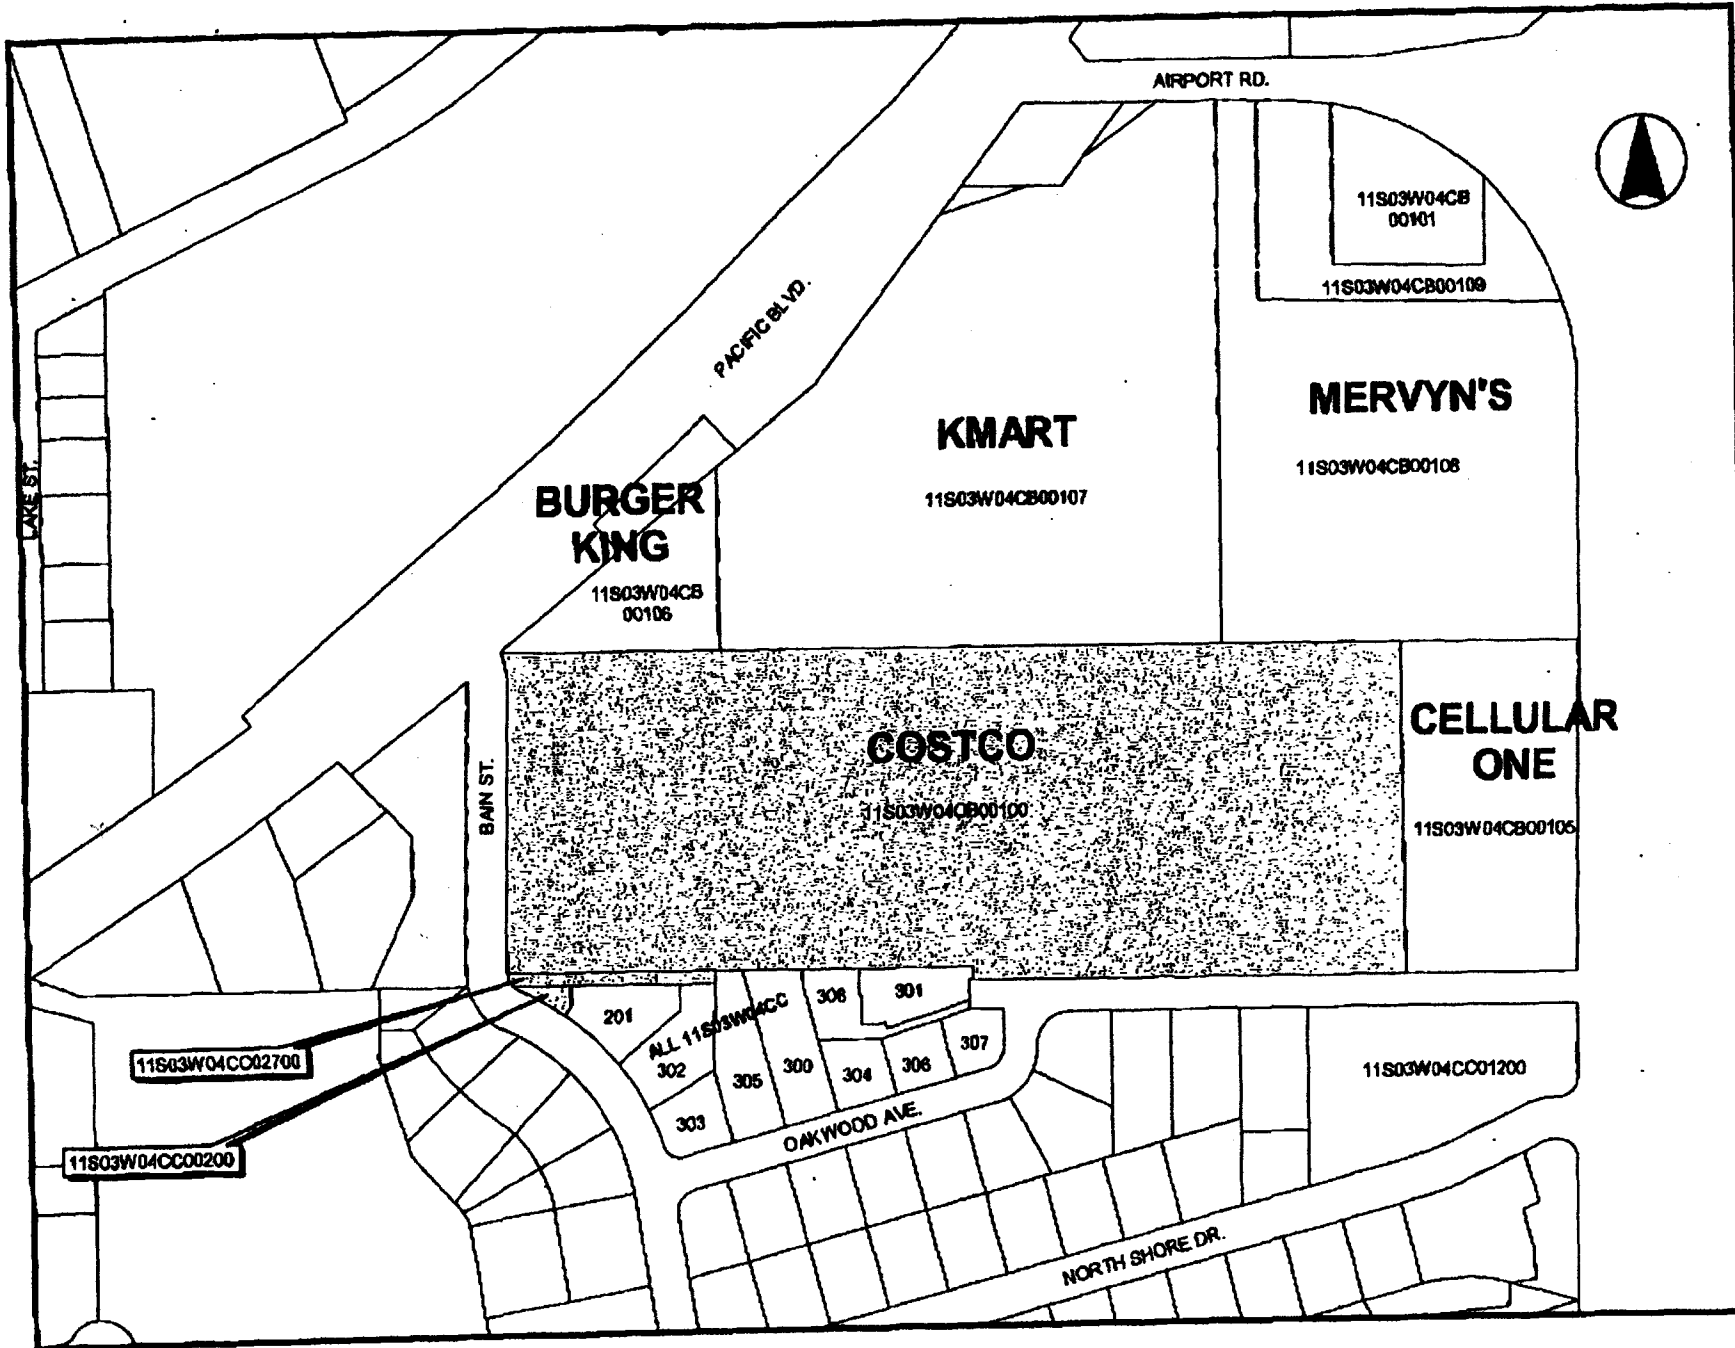 AIRPORT RD.
11S03W04CB
00101
11S03W04CB00109
PACIFIC BLVD.
MERVYN'S
11S03W04CB00108
KMART
11S03W04CB00107
LAKE ST.
BURGER
KING
11S03W04CB
00106
COSTCO
11S03W04CB00100
CELLULAR
ONE
11S03W04CB00105
BAIN ST.
201
ALL 11S03W04CC
308
301
302
305
300
304
306
307
303
OAKWOOD AVE.
11S03W04CC02700
11S03W04CC00200
11S03W04CC01200
NORTH SHORE DR.